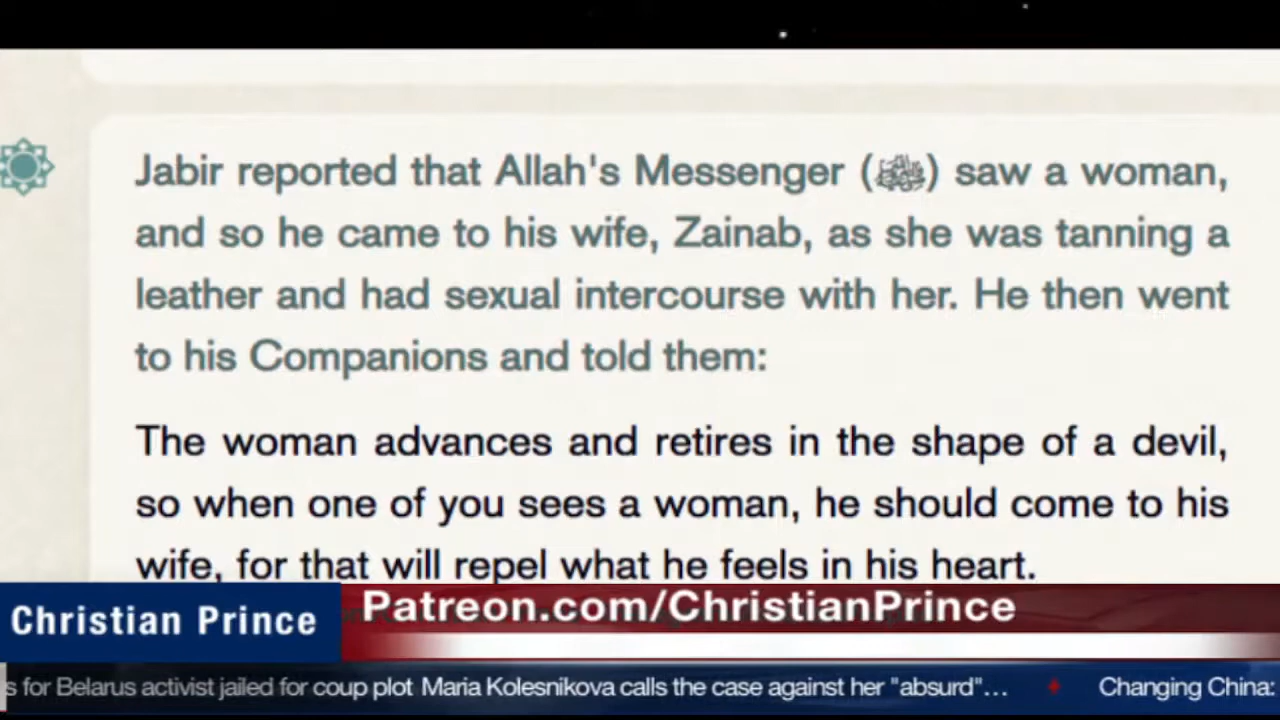 Jabir reported that Allah's Messenger (ﷺ) saw a woman,
and so he came to his wife, Zainab, as she was tanning a
leather and had sexual intercourse with her. He then went
to his Companions and told them:
The woman advances and retires in the shape of a devil,
so when one of you sees a woman, he should come to his
wife, for that will repel what he feels in his heart.
Christian Prince
Patreon.com/ChristianPrince
s for Belarus activist jailed for coup plot Maria Kolesnikova calls the case against her "absurd"... Changing China: